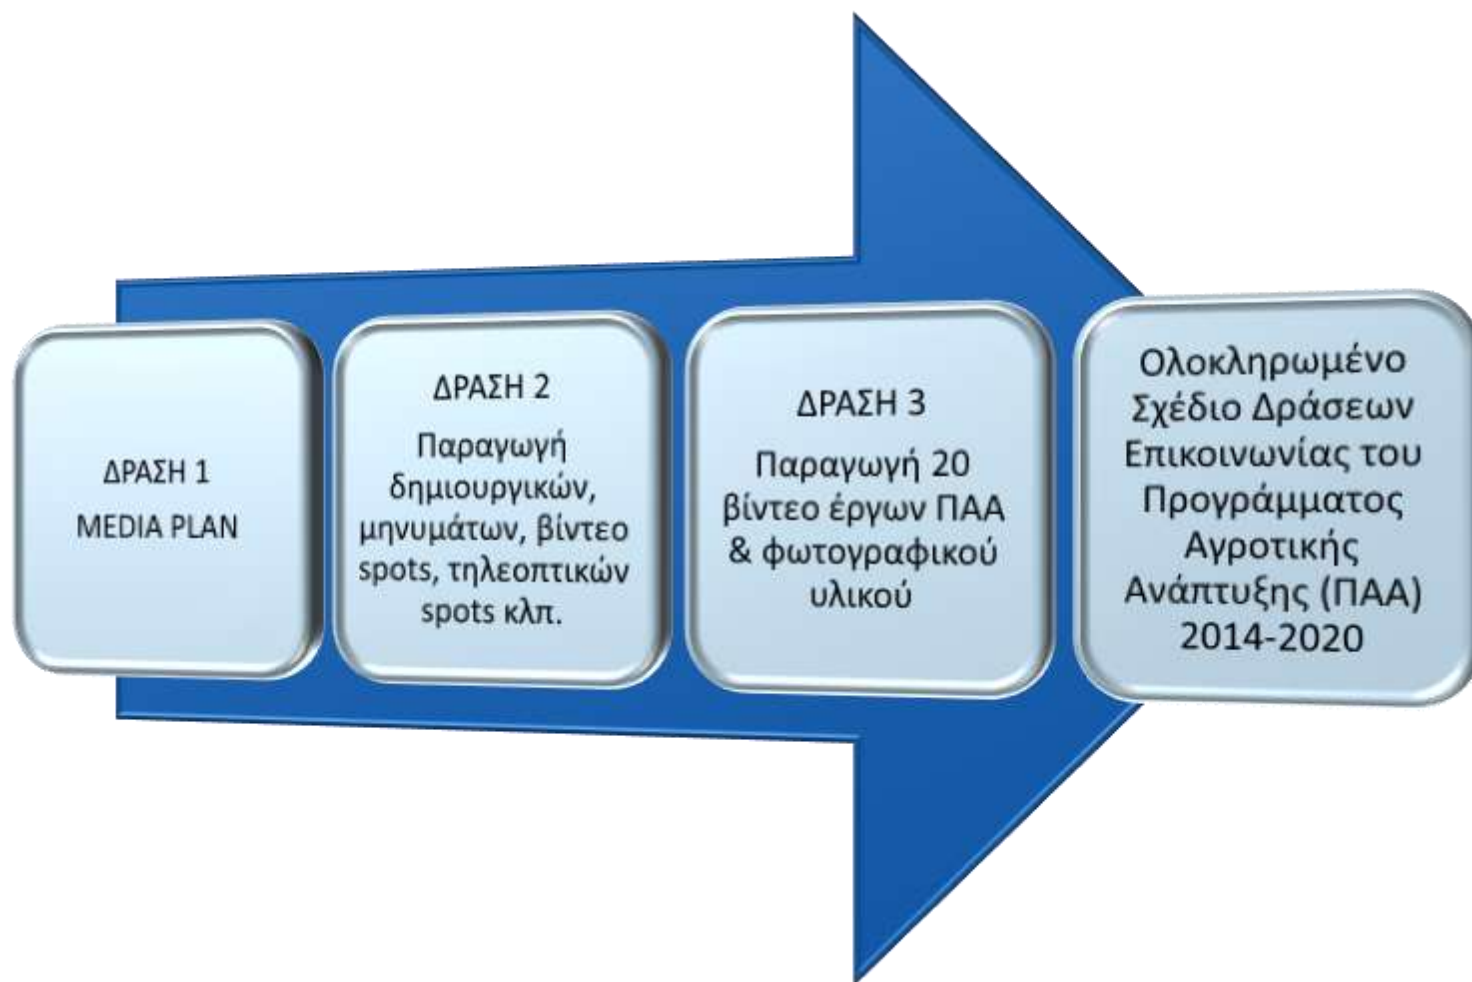 ΔΡΑΣΗ 1
MEDIA PLAN
ΔΡΑΣΗ 2
Παραγωγή
δημιουργικών,
μηνυμάτων, βίντεο
spots, τηλεοπτικών
spots κλπ.
ΔΡΑΣΗ 3
Παραγωγή 20
βίντεο έργων ΠΑΑ
& φωτογραφικού
υλικού
Ολοκληρωμένο
Σχέδιο Δράσεων
Επικοινωνίας του
Προγράμματος
Αγροτικής
Ανάπτυξης (ΠΑΑ)
2014-2020